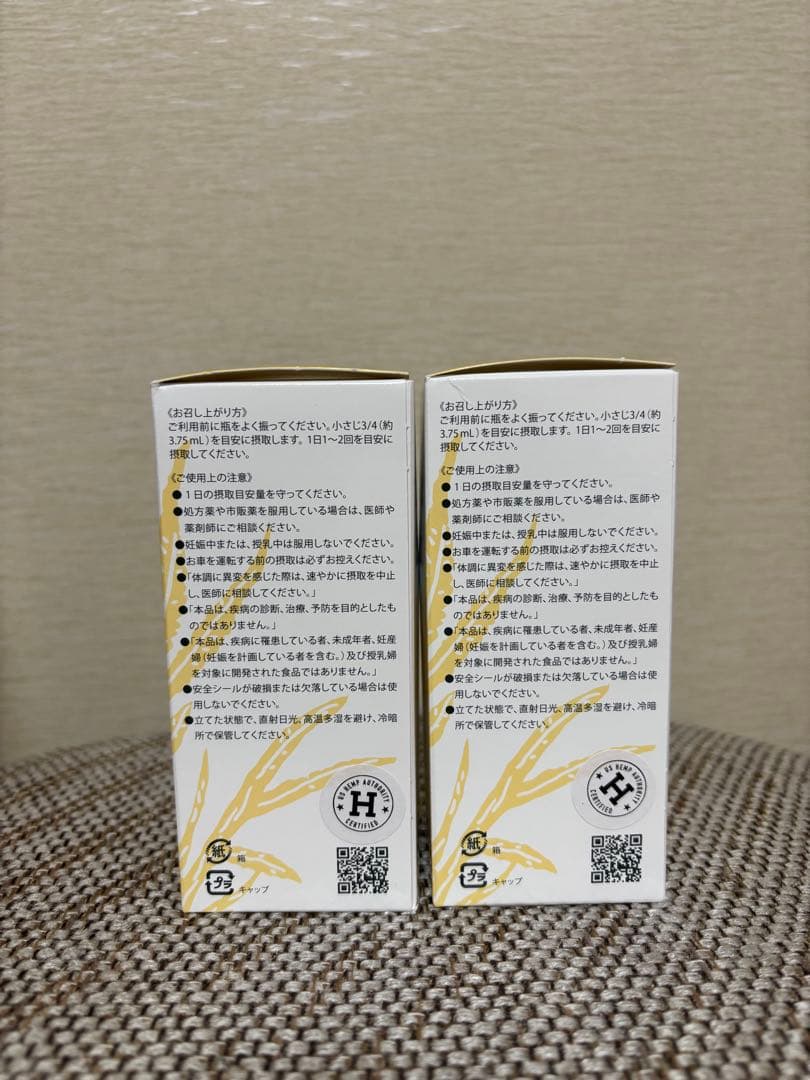 《お召し上がり方》
ご利用前に瓶をよく振ってください。小さじ3/4（約
3.75mL）を目安に摂取します。1日1〜2回を目安に
摂取してください。
《ご使用上の注意》
●1日の摂取目安量を守ってください。
●処方薬や市販薬を服用している場合は、医師や
薬剤師にご相談ください。
●妊娠中または、授乳中は服用しないでください。
●お車を運転する前の摂取は必ずお控えください。
●「体調に異変を感じた際は、速やかに摂取を中止
し、医師に相談してください。」
●「本品は、疾病の診断、治療、予防を目的としたも
のではありません。」
●「本品は、疾病に罹患している者、未成年者、妊産
婦（妊娠を計画している者を含む。）及び授乳婦
を対象に開発された食品ではありません。」
●安全シールが破損または欠落している場合は使
用しないでください。
●立てた状態で、直射日光、高温多湿を避け、冷暗
所で保管してください。
US HEMP AUTHORITY
H
CERTIFIED
紙 箱
プラ キャップ
《お召し上がり方》
ご利用前に瓶をよく振ってください。小さじ3/4（約
3.75mL）を目安に摂取します。1日1〜2回を目安に
摂取してください。
《ご使用上の注意》
●1日の摂取目安量を守ってください。
●処方薬や市販薬を服用している場合は、医師や
薬剤師にご相談ください。
●妊娠中または、授乳中は服用しないでください。
●お車を運転する前の摂取は必ずお控えください。
●「体調に異変を感じた際は、速やかに摂取を中止
し、医師に相談してください。」
●「本品は、疾病の診断、治療、予防を目的としたも
のではありません。」
●「本品は、疾病に罹患している者、未成年者、妊産
婦（妊娠を計画している者を含む。）及び授乳婦
を対象に開発された食品ではありません。」
●安全シールが破損または欠落している場合は使
用しないでください。
●立てた状態で、直射日光、高温多湿を避け、冷暗
所で保管してください。
US HEMP AUTHORITY
H
CERTIFIED
紙 箱
プラ キャップ